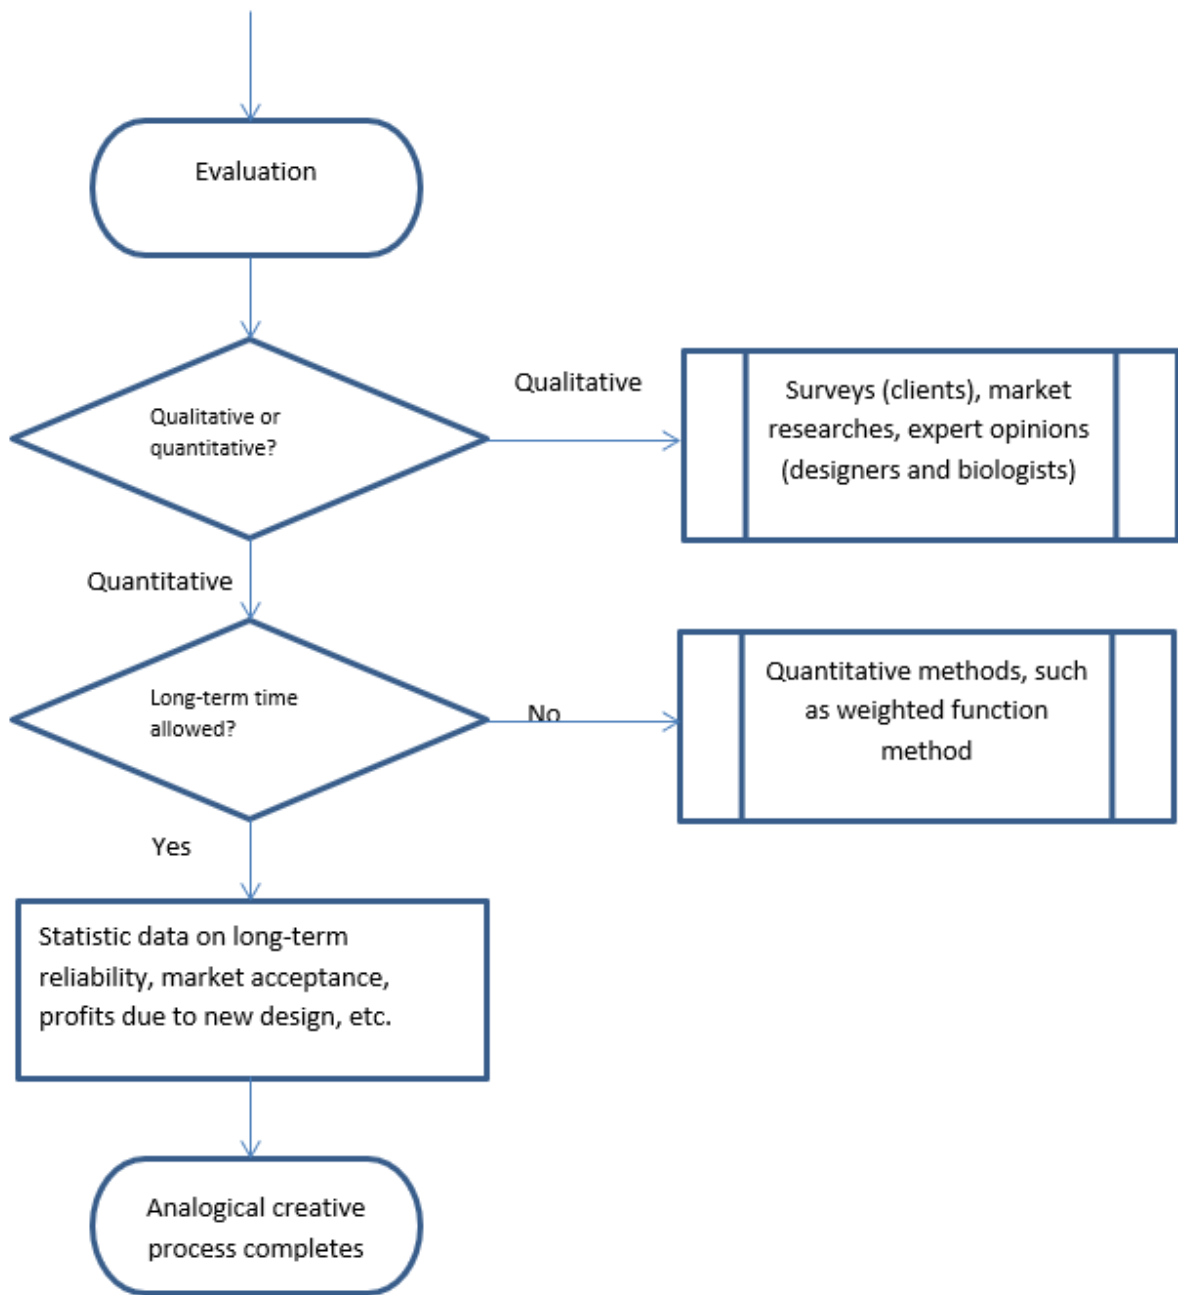 Evaluation
Qualitative or
quantitative?
Qualitative
Surveys (clients), market
researches, expert opinions
(designers and biologists)
Quantitative
Long-term time
allowed?
No
Quantitative methods, such
as weighted function
method
Yes
Statistic data on long-term
reliability, market acceptance,
profits due to new design, etc.
Analogical creative
process completes